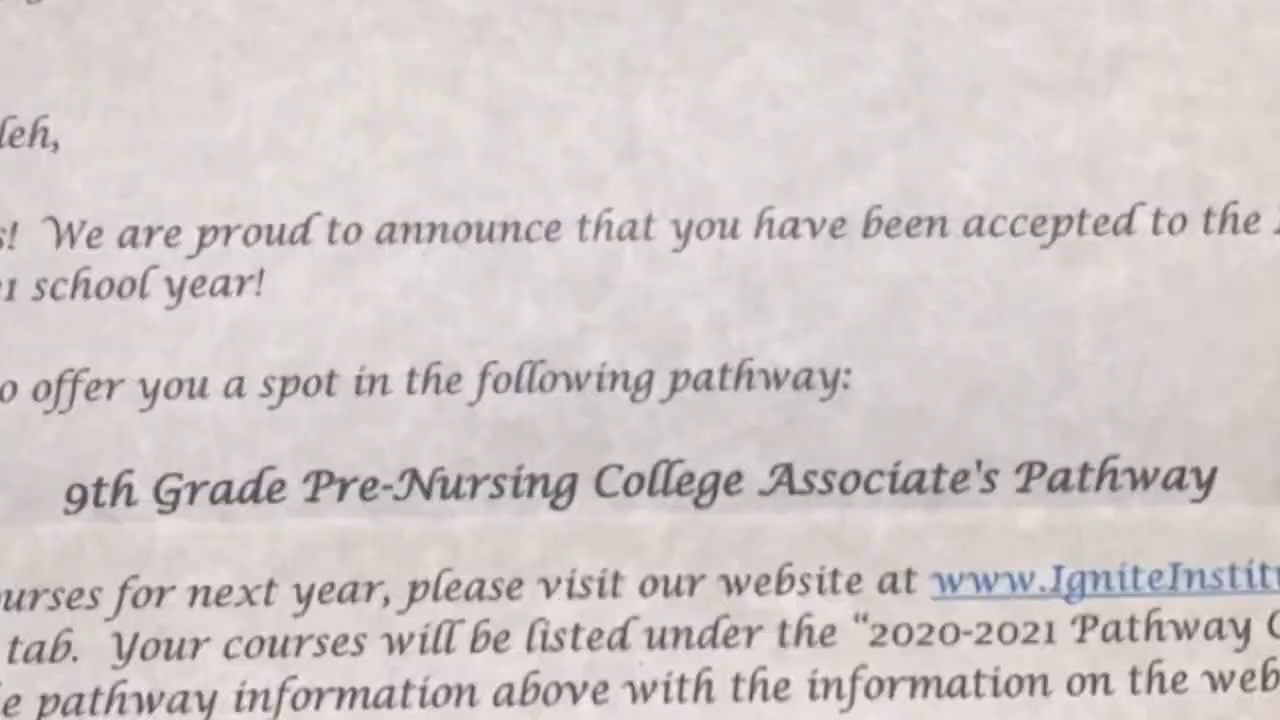 leh,
s! We are proud to announce that you have been accepted to the
1 school year!
o offer you a spot in the following pathway:
9th Grade Pre-Nursing College Associate's Pathway
urses for next year, please visit our website at www.IgniteInstit
tab. Your courses will be listed under the "2020-2021 Pathway
e pathway information above with the information on the web